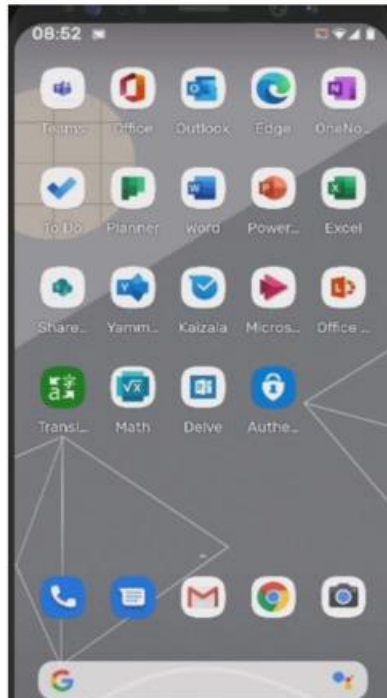 08:52
Teams Office Outlook Edge OneNo...
To Do Planner Word Power... Excel
Share... Yamm... Kaizala Micros... Office ...
Transl... Math Delve Authe...